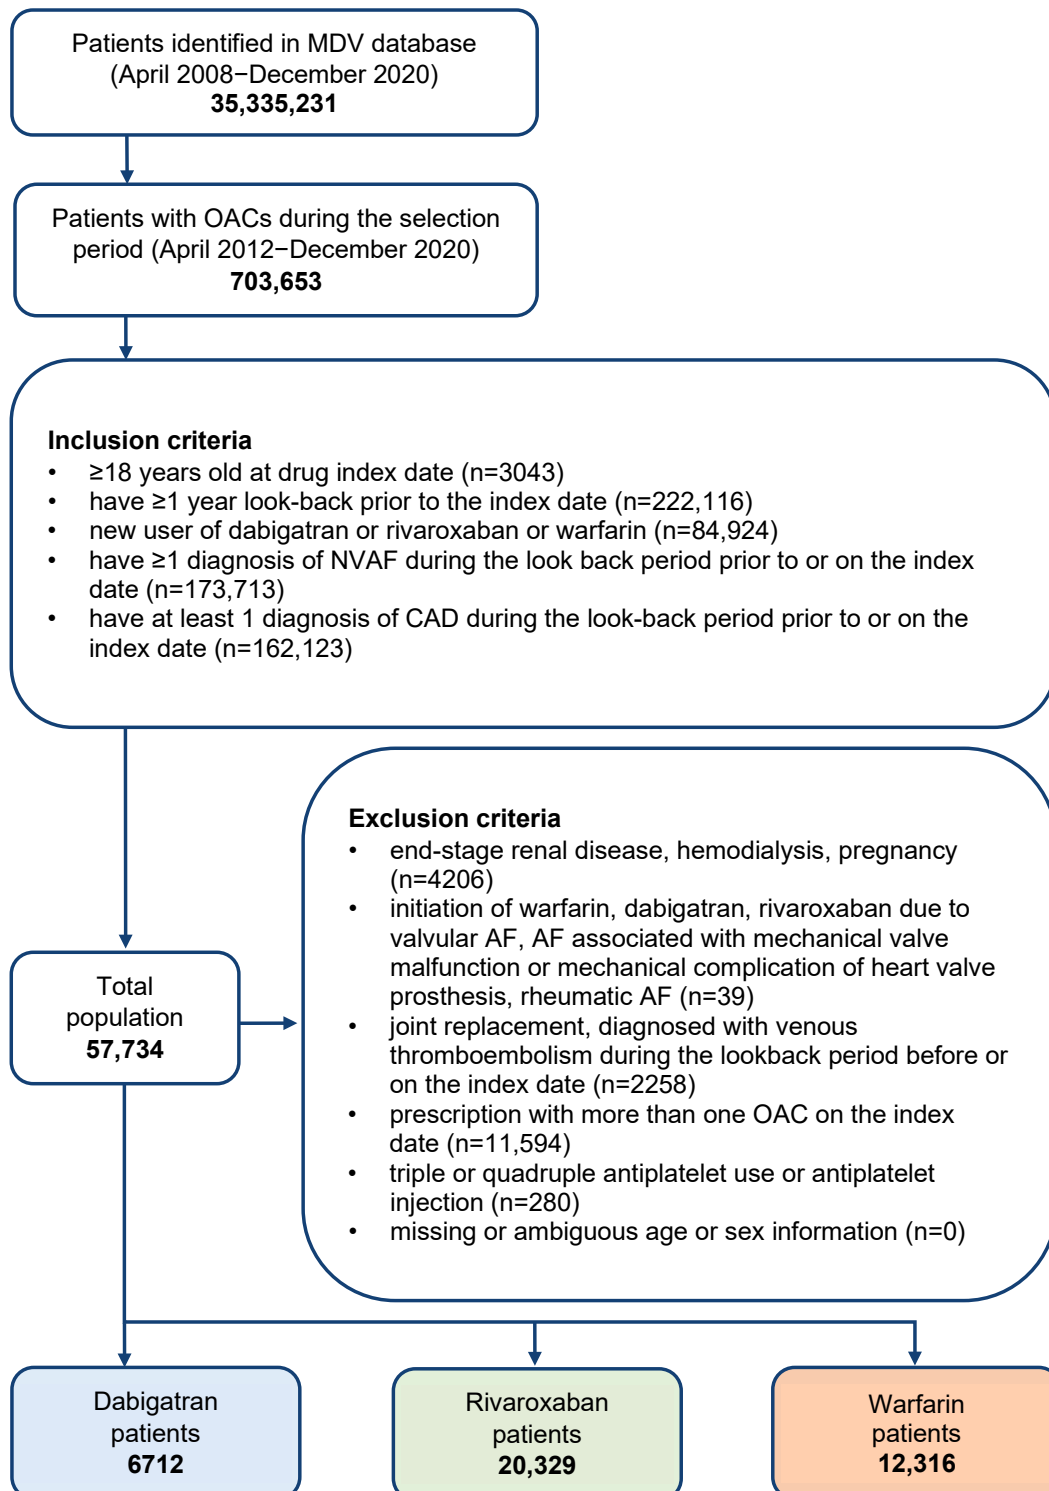 Patients identified in MDV database
(April 2008−December 2020)
35,335,231
Patients with OACs during the selection
period (April 2012−December 2020)
703,653
Inclusion criteria
• ≥18 years old at drug index date (n=3043)
• have ≥1 year look-back prior to the index date (n=222,116)
• new user of dabigatran or rivaroxaban or warfarin (n=84,924)
• have ≥1 diagnosis of NVAF during the look back period prior to or on the index
date (n=173,713)
• have at least 1 diagnosis of CAD during the look-back period prior to or on the
index date (n=162,123)
Exclusion criteria
• end-stage renal disease, hemodialysis, pregnancy
(n=4206)
• initiation of warfarin, dabigatran, rivaroxaban due to
valvular AF, AF associated with mechanical valve
malfunction or mechanical complication of heart valve
prosthesis, rheumatic AF (n=39)
• joint replacement, diagnosed with venous
thromboembolism during the lookback period before or
on the index date (n=2258)
• prescription with more than one OAC on the index
date (n=11,594)
• triple or quadruple antiplatelet use or antiplatelet
injection (n=280)
• missing or ambiguous age or sex information (n=0)
Total
population
57,734
Dabigatran
patients
6712
Rivaroxaban
patients
20,329
Warfarin
patients
12,316